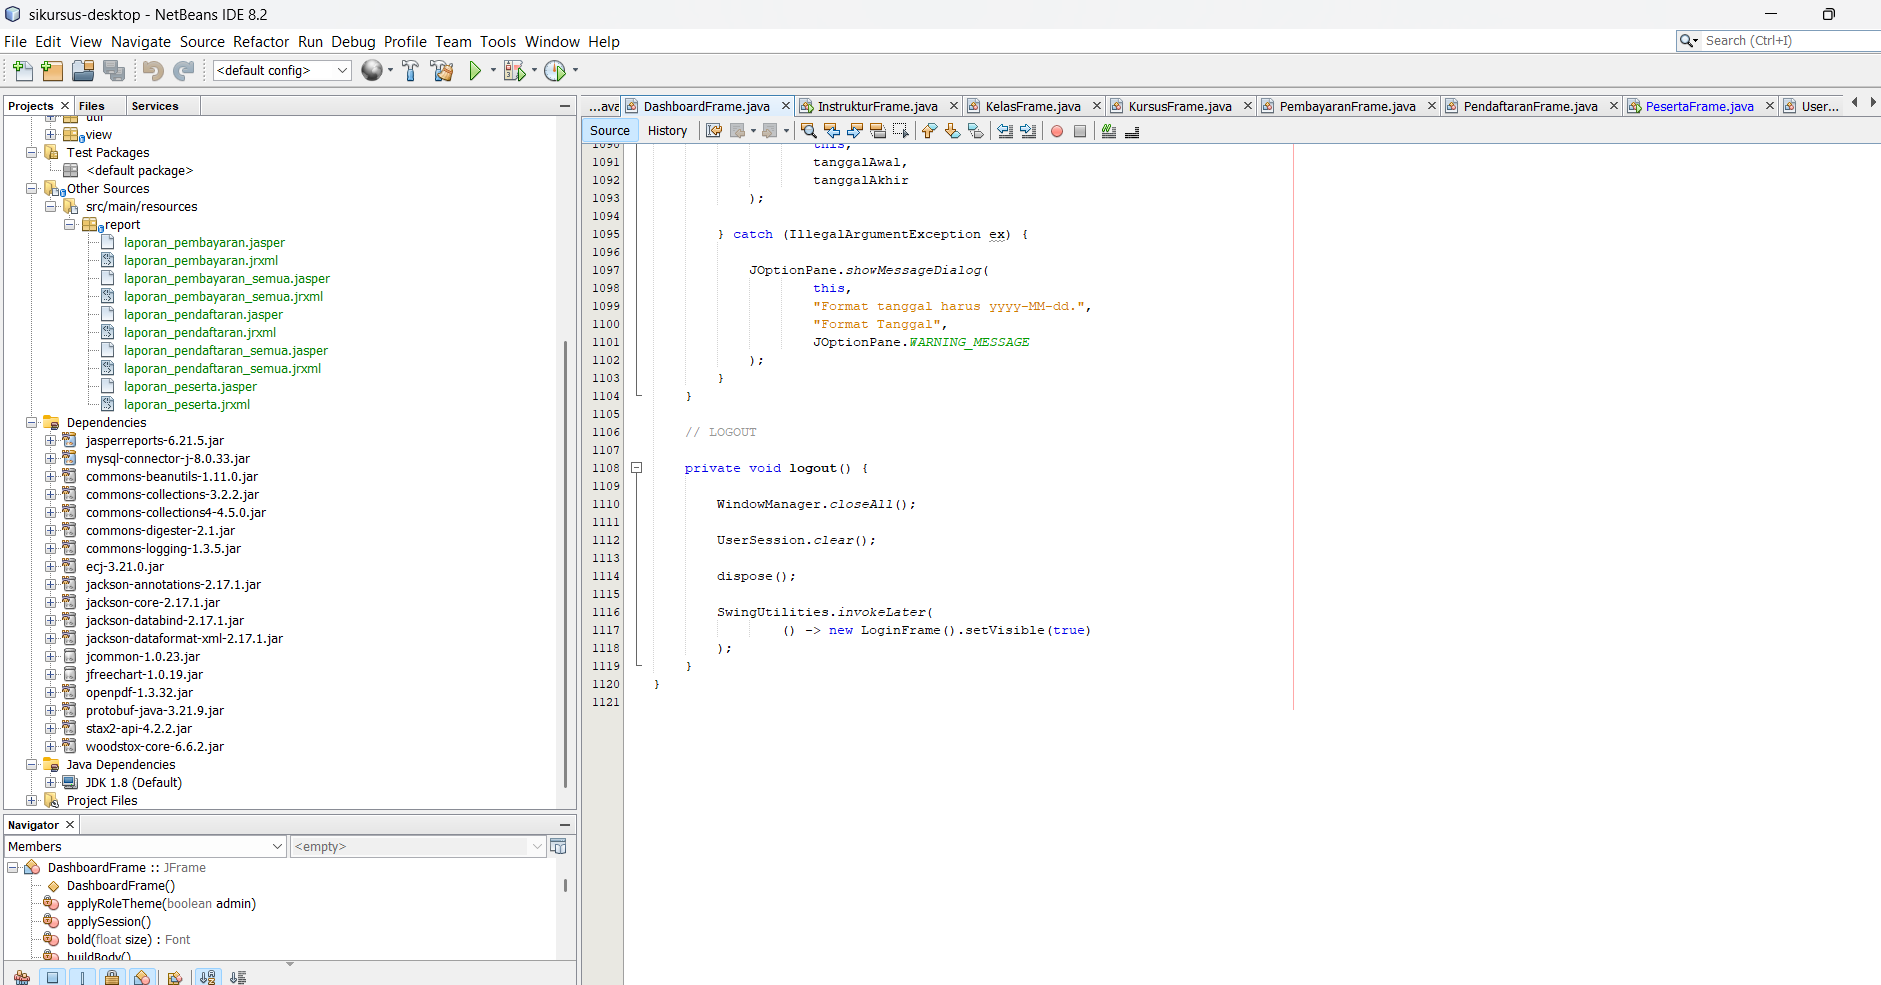 sikursus-desktop - NetBeans IDE 8.2
File Edit View Navigate Source Refactor Run Debug Profile Team Tools Window Help
Search (Ctrl+I)
<default config>
Projects Files Services
util
view
Test Packages
<default package>
Other Sources
src/main/resources
report
laporan_pembayaran.jasper
laporan_pembayaran.jrxml
laporan_pembayaran_semua.jasper
laporan_pembayaran_semua.jrxml
laporan_pendaftaran.jasper
laporan_pendaftaran.jrxml
laporan_pendaftaran_semua.jasper
laporan_pendaftaran_semua.jrxml
laporan_peserta.jasper
laporan_peserta.jrxml
Dependencies
jasperreports-6.21.5.jar
mysql-connector-j-8.0.33.jar
commons-beanutils-1.11.0.jar
commons-collections-3.2.2.jar
commons-collections4-4.5.0.jar
commons-digester-2.1.jar
commons-logging-1.3.5.jar
ecj-3.21.0.jar
jackson-annotations-2.17.1.jar
jackson-core-2.17.1.jar
jackson-databind-2.17.1.jar
jackson-dataformat-xml-2.17.1.jar
jcommon-1.0.23.jar
jfreechart-1.0.19.jar
openpdf-1.3.32.jar
protobuf-java-3.21.9.jar
stax2-api-4.2.2.jar
woodstox-core-6.6.2.jar
Java Dependencies
JDK 1.8 (Default)
Project Files
Navigator
Members <empty>
DashboardFrame :: JFrame
DashboardFrame()
applyRoleTheme(boolean admin)
applySession()
bold(float size) : Font
buildBody()
...ava DashboardFrame.java InstrukturFrame.java KelasFrame.java KursusFrame.java PembayaranFrame.java PendaftaranFrame.java PesertaFrame.java User...
Source History
1090 this,
1091 tanggalAwal,
1092 tanggalAkhir
1093 );
1094
1095 } catch (IllegalArgumentException ex) {
1096
1097 JOptionPane.showMessageDialog(
1098 this,
1099 "Format tanggal harus yyyy-MM-dd.",
1100 "Format Tanggal",
1101 JOptionPane.WARNING_MESSAGE
1102 );
1103 }
1104 }
1105
1106 // LOGOUT
1107
1108 private void logout() {
1109
1110 WindowManager.closeAll();
1111
1112 UserSession.clear();
1113
1114 dispose();
1115
1116 SwingUtilities.invokeLater(
1117 () -> new LoginFrame().setVisible(true)
1118 );
1119 }
1120 }
1121